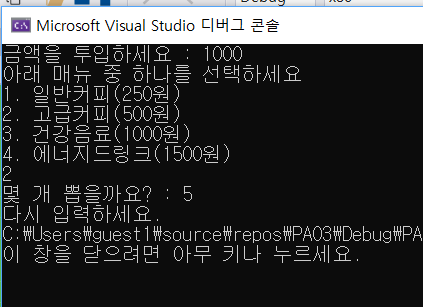 Debug
Microsoft Visual Studio 디버그 콘솔
금액을 투입하세요 : 1000
아래 매뉴 중 하나를 선택하세요
1. 일반커피(250원)
2. 고급커피(500원)
3. 건강음료(1000원)
4. 에너지드링크(1500원)
2
몇 개 뽑을까요? : 5
다시 입력하세요.
C:\Users\guest1\source\repos\PA03\Debug\PA
이 창을 닫으려면 아무 키나 누르세요.